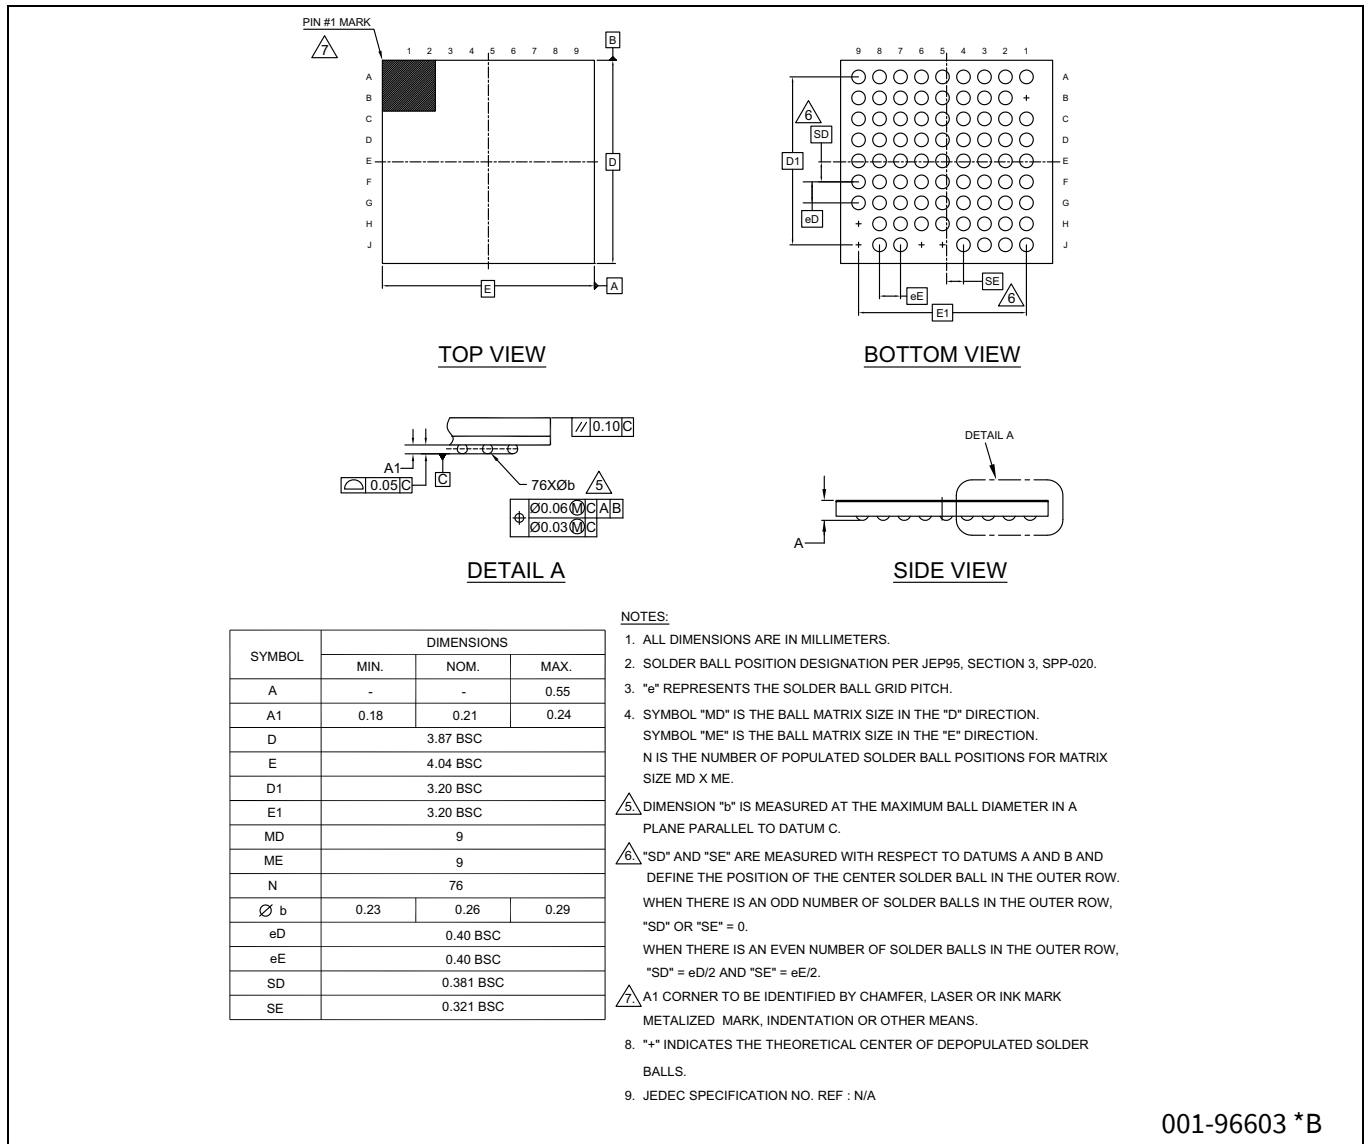 PIN #1 MARK
7
1 2 3 4 5 6 7 8 9
B
A
B
C
D
E
F
G
H
J
D
E
A
TOP VIEW
9 8 7 6 5 4 3 2 1
A
B
C
D
E
F
G
H
J
6
SD
D1
eD
SE
6
eE
E1
+
+
+ + +
BOTTOM VIEW
// 0.10 C
A1
C
0.05 C
76XØb 5
Ø0.06 Ⓜ C A B
Ø0.03 Ⓜ C
DETAIL A
DETAIL A
A
SIDE VIEW
SYMBOL DIMENSIONS
MIN. NOM. MAX.
A - - 0.55
A1 0.18 0.21 0.24
D 3.87 BSC
E 4.04 BSC
D1 3.20 BSC
E1 3.20 BSC
MD 9
ME 9
N 76
Ø b 0.23 0.26 0.29
eD 0.40 BSC
eE 0.40 BSC
SD 0.381 BSC
SE 0.321 BSC
NOTES:
1. ALL DIMENSIONS ARE IN MILLIMETERS.
2. SOLDER BALL POSITION DESIGNATION PER JEP95, SECTION 3, SPP-020.
3. "e" REPRESENTS THE SOLDER BALL GRID PITCH.
4. SYMBOL "MD" IS THE BALL MATRIX SIZE IN THE "D" DIRECTION.
SYMBOL "ME" IS THE BALL MATRIX SIZE IN THE "E" DIRECTION.
N IS THE NUMBER OF POPULATED SOLDER BALL POSITIONS FOR MATRIX
SIZE MD X ME.
5. DIMENSION "b" IS MEASURED AT THE MAXIMUM BALL DIAMETER IN A
PLANE PARALLEL TO DATUM C.
6. "SD" AND "SE" ARE MEASURED WITH RESPECT TO DATUMS A AND B AND
DEFINE THE POSITION OF THE CENTER SOLDER BALL IN THE OUTER ROW.
WHEN THERE IS AN ODD NUMBER OF SOLDER BALLS IN THE OUTER ROW,
"SD" OR "SE" = 0.
WHEN THERE IS AN EVEN NUMBER OF SOLDER BALLS IN THE OUTER ROW,
"SD" = eD/2 AND "SE" = eE/2.
7. A1 CORNER TO BE IDENTIFIED BY CHAMFER, LASER OR INK MARK
METALIZED MARK, INDENTATION OR OTHER MEANS.
8. "+" INDICATES THE THEORETICAL CENTER OF DEPOPULATED SOLDER
BALLS.
9. JEDEC SPECIFICATION NO. REF : N/A
001-96603 *B